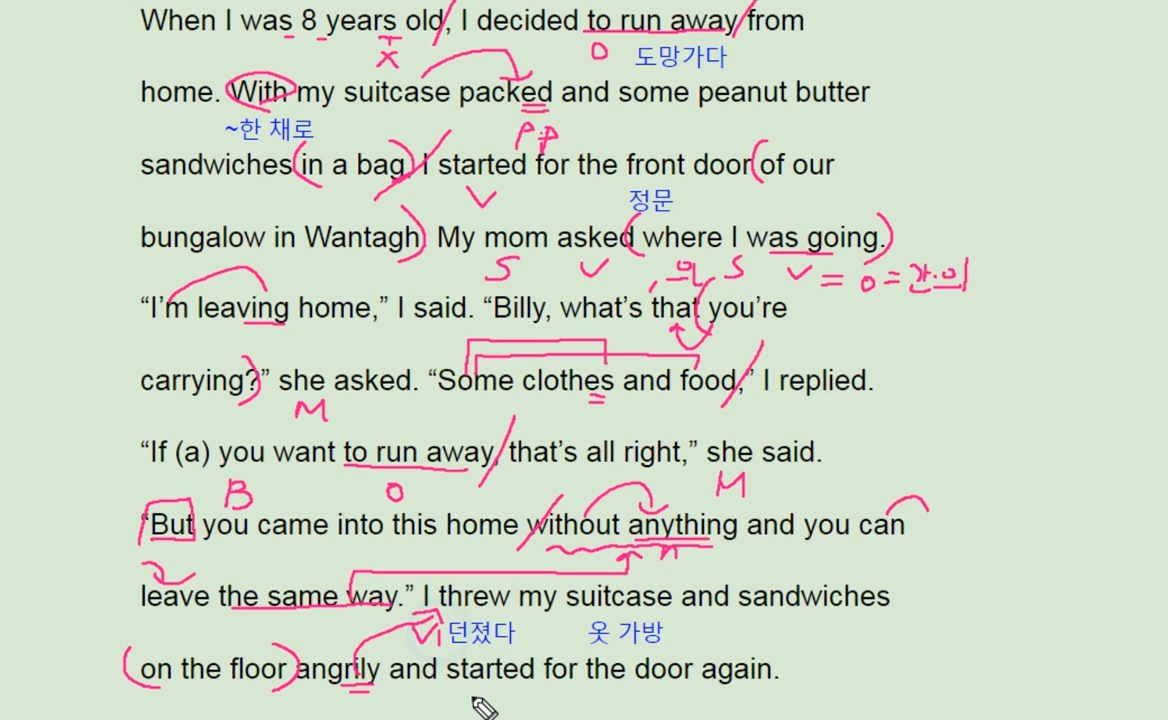 When I was 8 years old, I decided to run away from
X O 도망가다
home. With my suitcase packed and some peanut butter
~한 채로 P.P
sandwiches in a bag, I started for the front door of our
V 정문
bungalow in Wantagh. My mom asked where I was going.
S V 의 S V = O = 간.의
“I’m leaving home,” I said. “Billy, what’s that you’re
carrying?” she asked. “Some clothes and food,” I replied.
M
“If (a) you want to run away, that’s all right,” she said.
B O M
“But you came into this home without anything and you can
n
leave the same way.” I threw my suitcase and sandwiches
V1 던졌다 옷 가방
(on the floor) angrily and started for the door again.